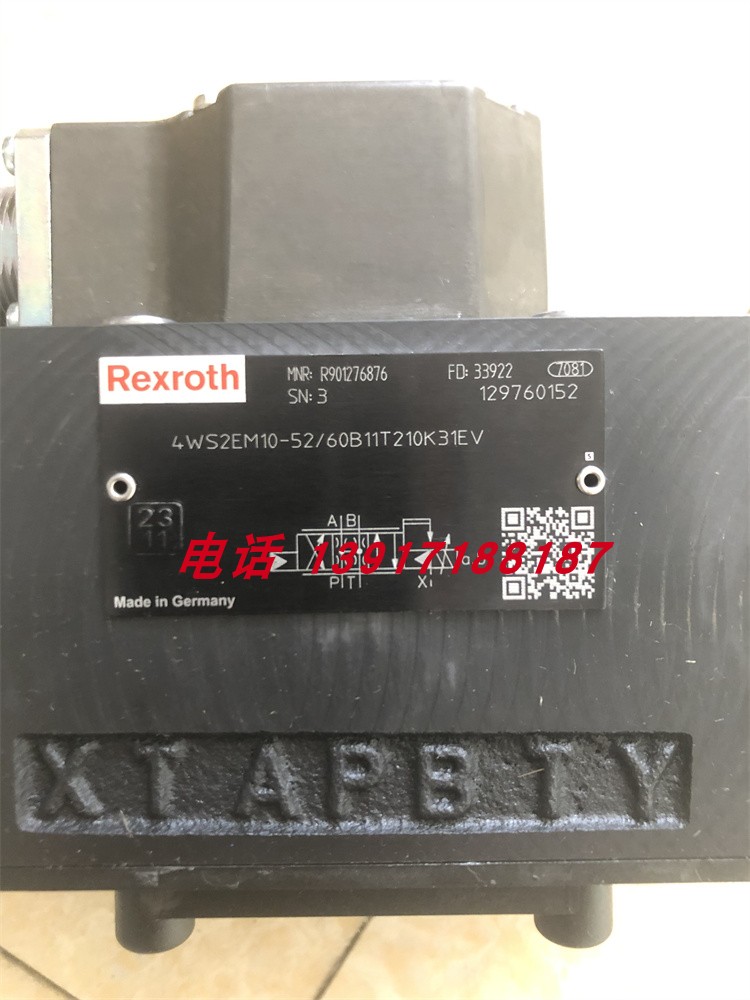 Rexroth
MNR: R901276876 FD: 33922 7081
SN: 3 129760152
4WS2EM10-52/60B11T210K31EV
S
23
11
A B
电话 13917188187
P T X a
Made in Germany
X T A P B T Y